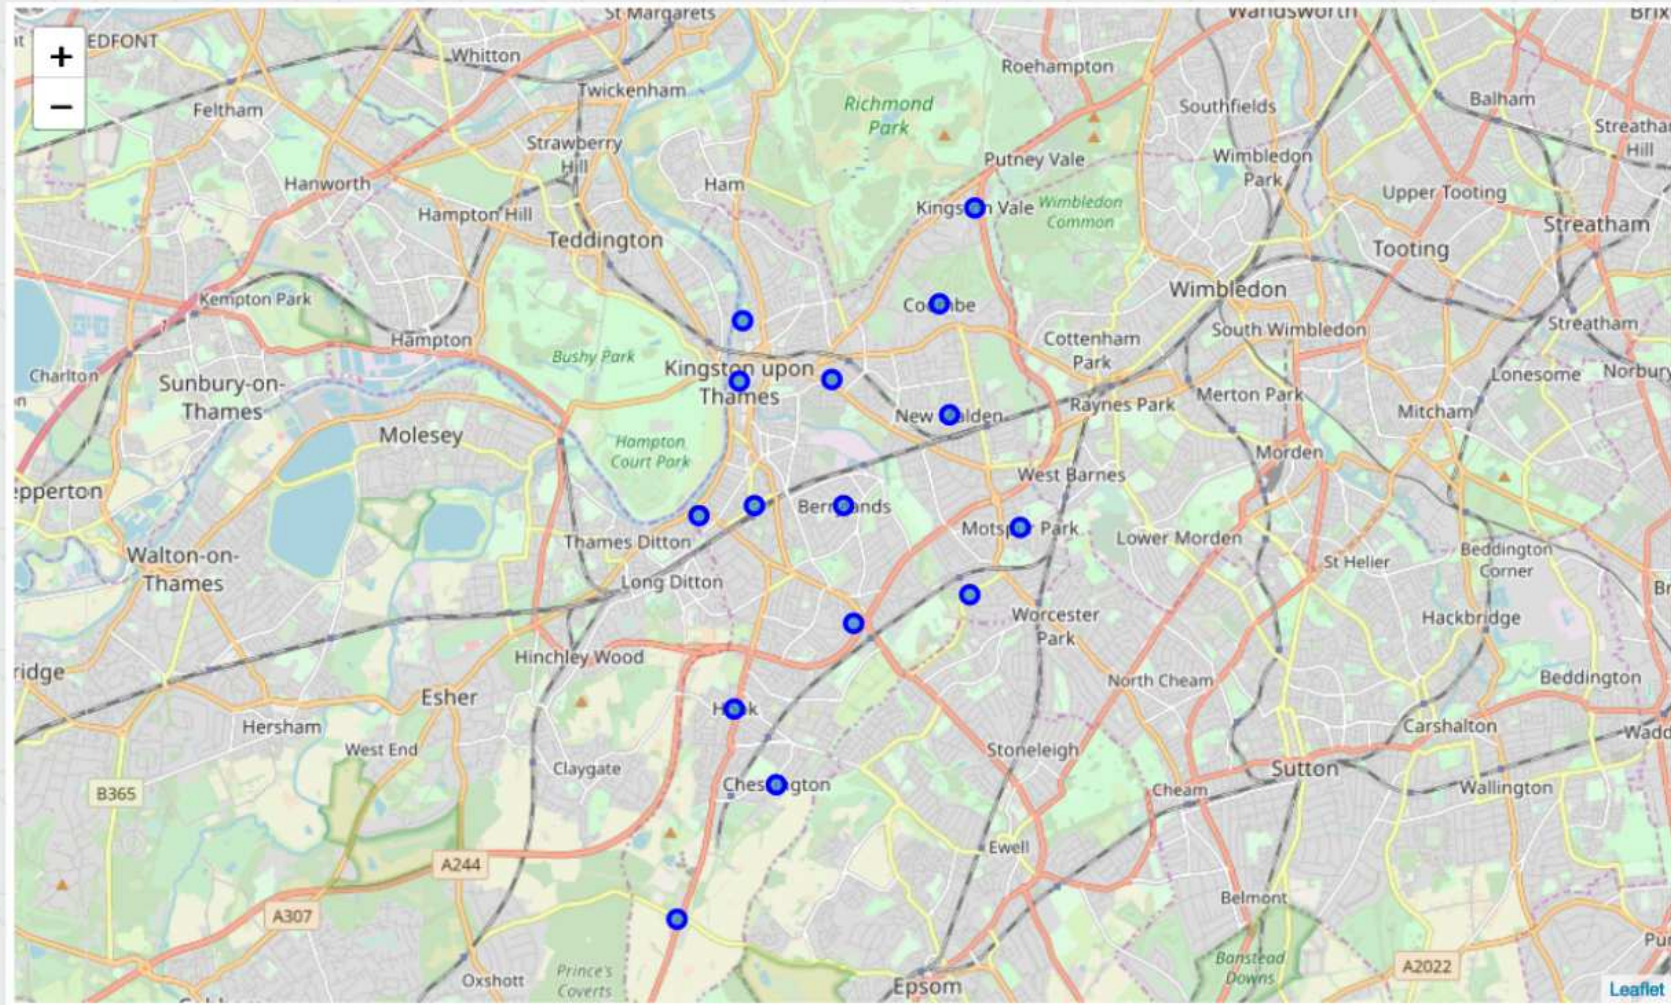 St Margarets
Wandsworth
+
EDFONT
Whitton
Roehampton
−
Twickenham
Richmond
Park
Southfields
Balham
Feltham
Strawberry
Hill
Hill
Putney Vale
Wimbledon
Park
Hanworth
Ham
Upper Tooting
Hampton Hill
Wimbledon
Common
Streatham
Teddington
Tooting
Kempton Park
Wimbledon
Hampton
Bushy Park
Cottenham
Park
South Wimbledon
Streatham
Charlton
Sunbury-on-
Thames
Kingston upon
Thames
Lonesome
Merton Park
Raynes Park
Mitcham
Molesey
Hampton
Court Park
Morden
West Barnes
epperton
Thames Ditton
Lower Morden
Walton-on-
Thames
Long Ditton
St Helier
Beddington
Corner
Worcester
Park
Hackbridge
ridge
Hinchley Wood
Esher
North Cheam
Beddington
Hersham
Carshalton
West End
Stoneleigh
Claygate
Sutton
B365
Cheam
Wallington
Ewell
A244
A307
Belmont
Oxshott
Prince's
Coverts
Epsom
Banstead
Downs
A2022
Leaflet